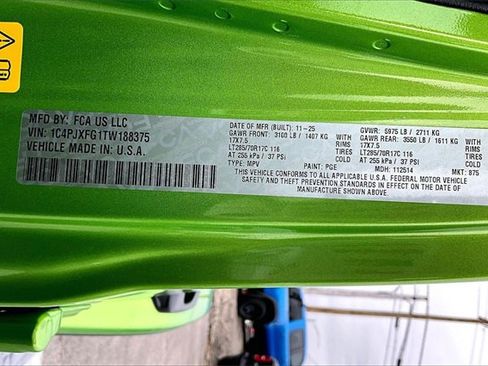 MFD BY: FCA US LLC
VIN: 1C4PJXFG1TW188375
VEHICLE MADE IN: U.S.A.
DATE OF MFR (BUILT): 11-25
GAWR FRONT: 3100 LB / 1407 KG
17X7.5 RIMS
LT285/70R17C 116 TIRES
AT 255 kPa / 37 PSI COLD
TYPE: MPV PAINT: PGE
GVWR: 5975 LB / 2711 KG
GAWR REAR: 3550 LB / 1611 KG
17X7.5 RIMS
LT285/70R17C 116 TIRES
AT 255 kPa / 37 PSI COLD
MDH: 112514 MKT: 875
THIS VEHICLE CONFORMS TO ALL APPLICABLE U.S.A. FEDERAL MOTOR VEHICLE
SAFETY AND THEFT PREVENTION STANDARDS IN EFFECT ON THE DATE OF
MANUFACTURE SHOWN ABOVE.